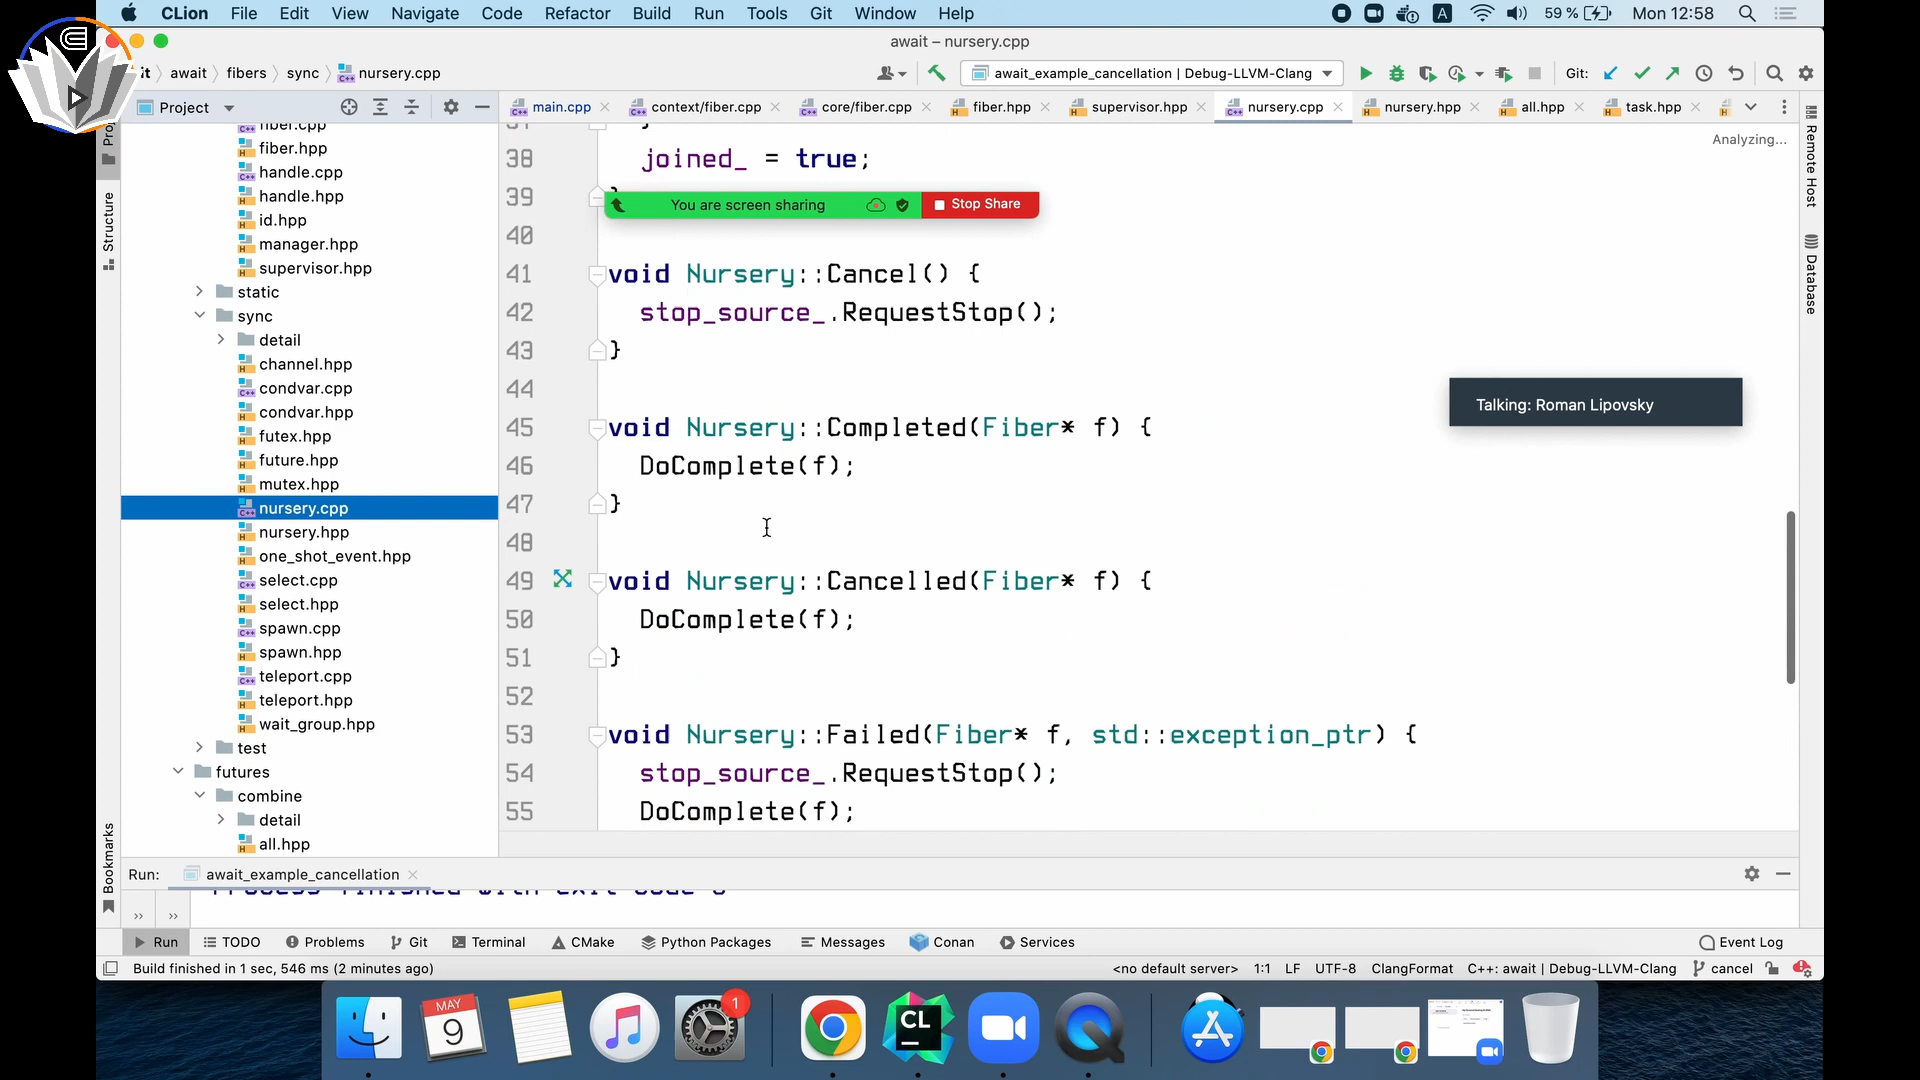 CLion File Edit View Navigate Code Refactor Build Run Tools Git Window Help A 59 % Mon 12:58
await – nursery.cpp
it await fibers sync nursery.cpp await_example_cancellation | Debug-LLVM-Clang Git:
Project main.cpp context/fiber.cpp core/fiber.cpp fiber.hpp supervisor.hpp nursery.cpp nursery.hpp all.hpp task.hpp
Analyzing...
Structure
Bookmarks
Remote Host
Database
fiber.cpp
fiber.hpp
handle.cpp
handle.hpp
id.hpp
manager.hpp
supervisor.hpp
static
sync
detail
channel.hpp
condvar.cpp
condvar.hpp
futex.hpp
future.hpp
mutex.hpp
nursery.cpp
nursery.hpp
one_shot_event.hpp
select.cpp
select.hpp
spawn.cpp
spawn.hpp
teleport.cpp
teleport.hpp
wait_group.hpp
test
futures
combine
detail
all.hpp
38 joined_ = true;
39 }
You are screen sharing Stop Share
40
41 void Nursery::Cancel() {
42 stop_source_.RequestStop();
43 }
44
45 void Nursery::Completed(Fiber* f) {
46 DoComplete(f);
47 }
48
49 void Nursery::Cancelled(Fiber* f) {
50 DoComplete(f);
51 }
52
53 void Nursery::Failed(Fiber* f, std::exception_ptr) {
54 stop_source_.RequestStop();
55 DoComplete(f);
Talking: Roman Lipovsky
Run: await_example_cancellation
Process finished with exit code
Run TODO Problems Git Terminal CMake Python Packages Messages Conan Services Event Log
Build finished in 1 sec, 546 ms (2 minutes ago) <no default server> 1:1 LF UTF-8 ClangFormat C++: await | Debug-LLVM-Clang cancel
MAY
9
1
CL